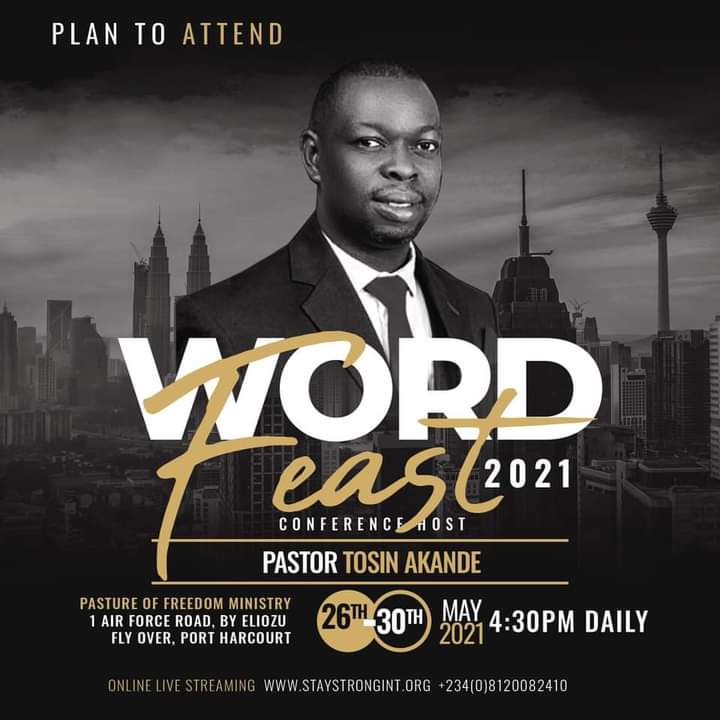 PLAN TO ATTEND
WORD
Feast
2021
CONFERENCE HOST
PASTOR TOSIN AKANDE
PASTURE OF FREEDOM MINISTRY
1 AIR FORCE ROAD, BY ELIOZU
FLY OVER, PORT HARCOURT
26TH-30TH
MAY
2021
4:30PM DAILY
ONLINE LIVE STREAMING WWW.STAYSTRONGINT.ORG +234(0)8120082410